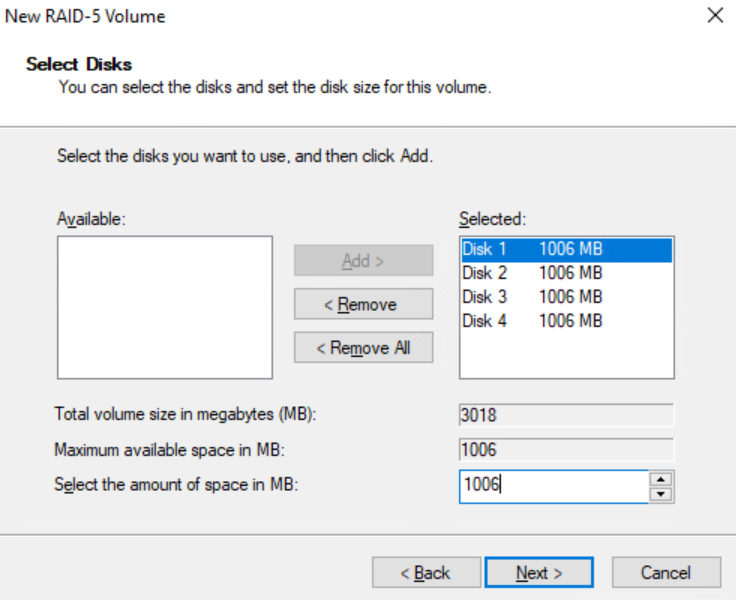 New RAID-5 Volume
Select Disks
You can select the disks and set the disk size for this volume.
Select the disks you want to use, and then click Add.
Available:
Selected:
Add >
< Remove
< Remove All
Disk 1 1006 MB
Disk 2 1006 MB
Disk 3 1006 MB
Disk 4 1006 MB
Total volume size in megabytes (MB): 3018
Maximum available space in MB: 1006
Select the amount of space in MB: 1006
< Back
Next >
Cancel